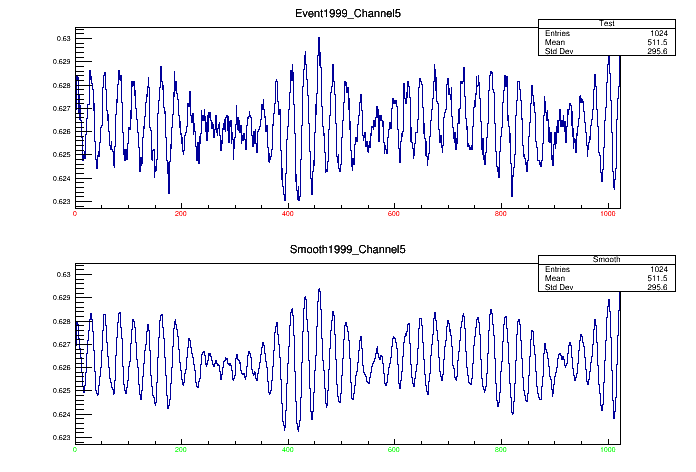 Event1999_Channel5
Test
Entries 1024
Mean 511.5
Std Dev 295.6
0.63
0.629
0.628
0.627
0.626
0.625
0.624
0.623
0 200 400 600 800 1000
Smooth1999_Channel5
Smooth
Entries 1024
Mean 511.5
Std Dev 295.6
0.63
0.629
0.628
0.627
0.626
0.625
0.624
0.623
0 200 400 600 800 1000